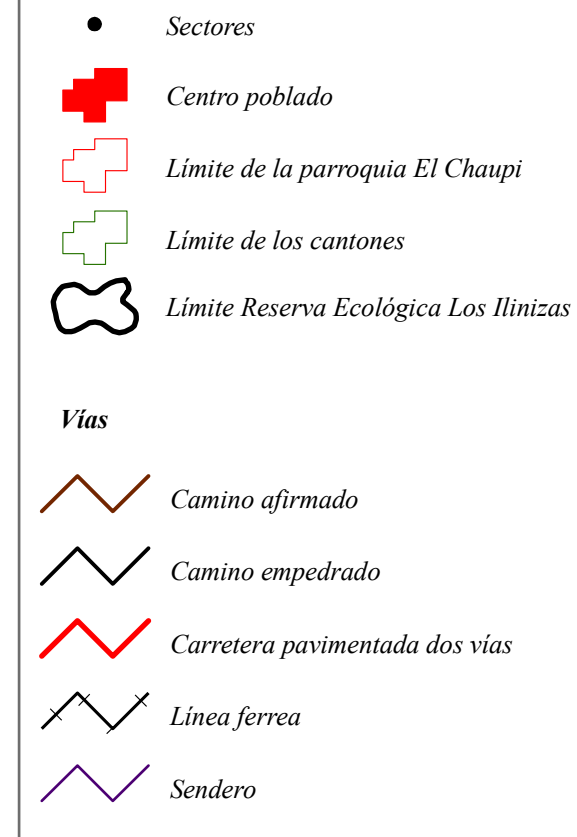 Sectores
Centro poblado
Límite de la parroquia El Chaupi
Límite de los cantones
Límite Reserva Ecológica Los Ilinizas
Vías
Camino afirmado
Camino empedrado
Carretera pavimentada dos vías
Línea ferrea
Sendero